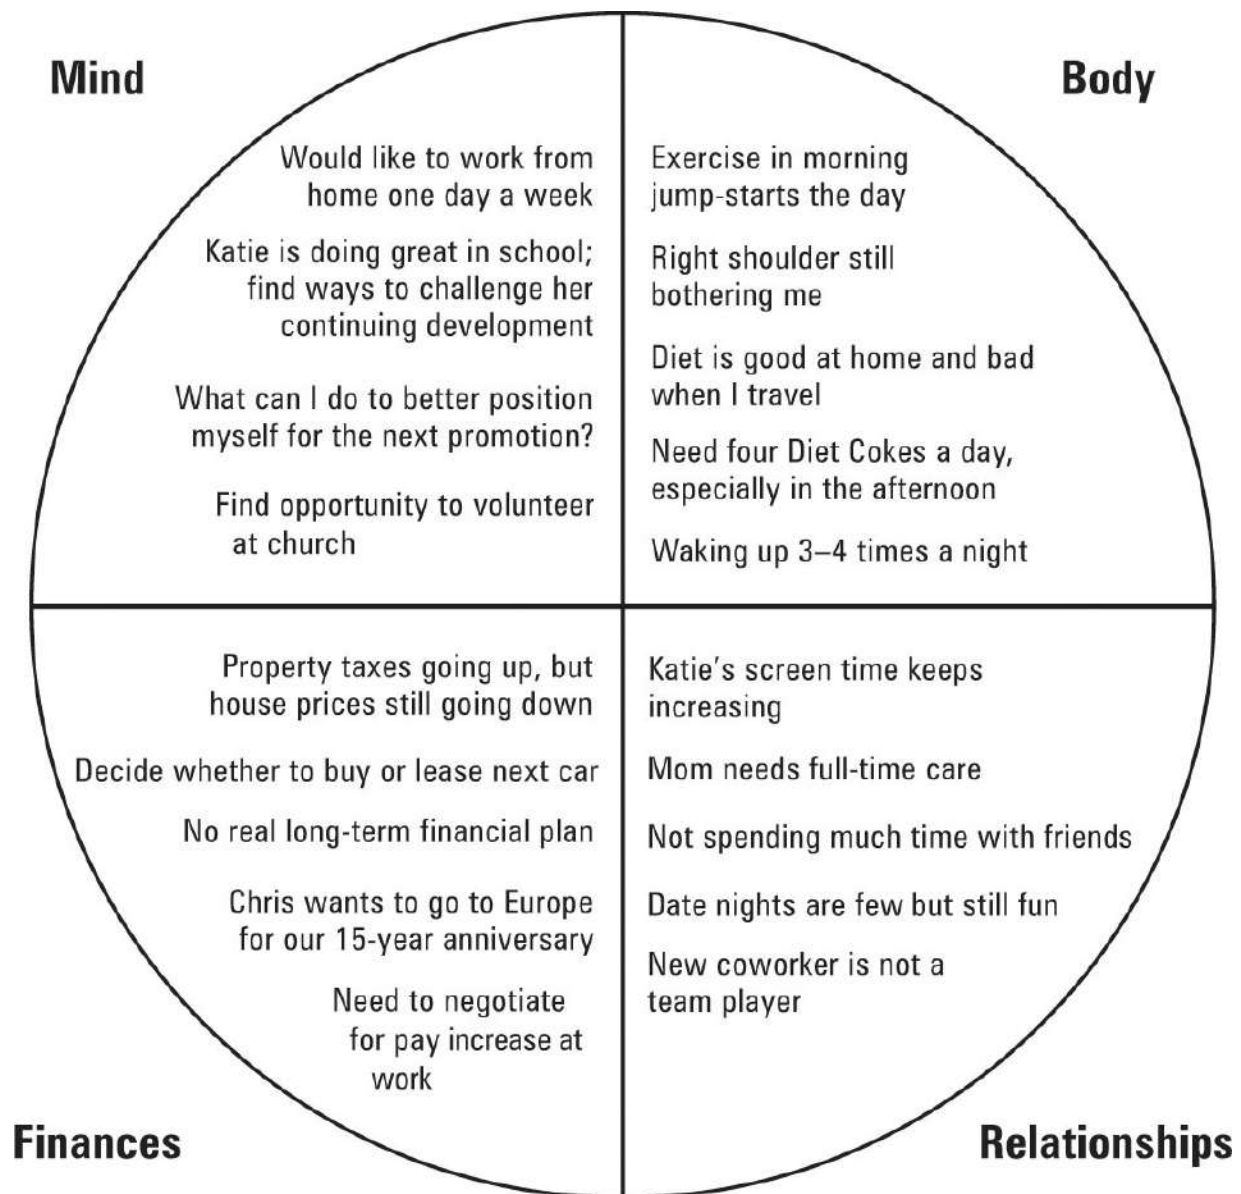 Mind
Would like to work from
home one day a week
Katie is doing great in school;
find ways to challenge her
continuing development
What can I do to better position
myself for the next promotion?
Find opportunity to volunteer
at church
Body
Exercise in morning
jump-starts the day
Right shoulder still
bothering me
Diet is good at home and bad
when I travel
Need four Diet Cokes a day,
especially in the afternoon
Waking up 3–4 times a night
Property taxes going up, but
house prices still going down
Decide whether to buy or lease next car
No real long-term financial plan
Chris wants to go to Europe
for our 15-year anniversary
Need to negotiate
for pay increase at
work
Finances
Katie's screen time keeps
increasing
Mom needs full-time care
Not spending much time with friends
Date nights are few but still fun
New coworker is not a
team player
Relationships